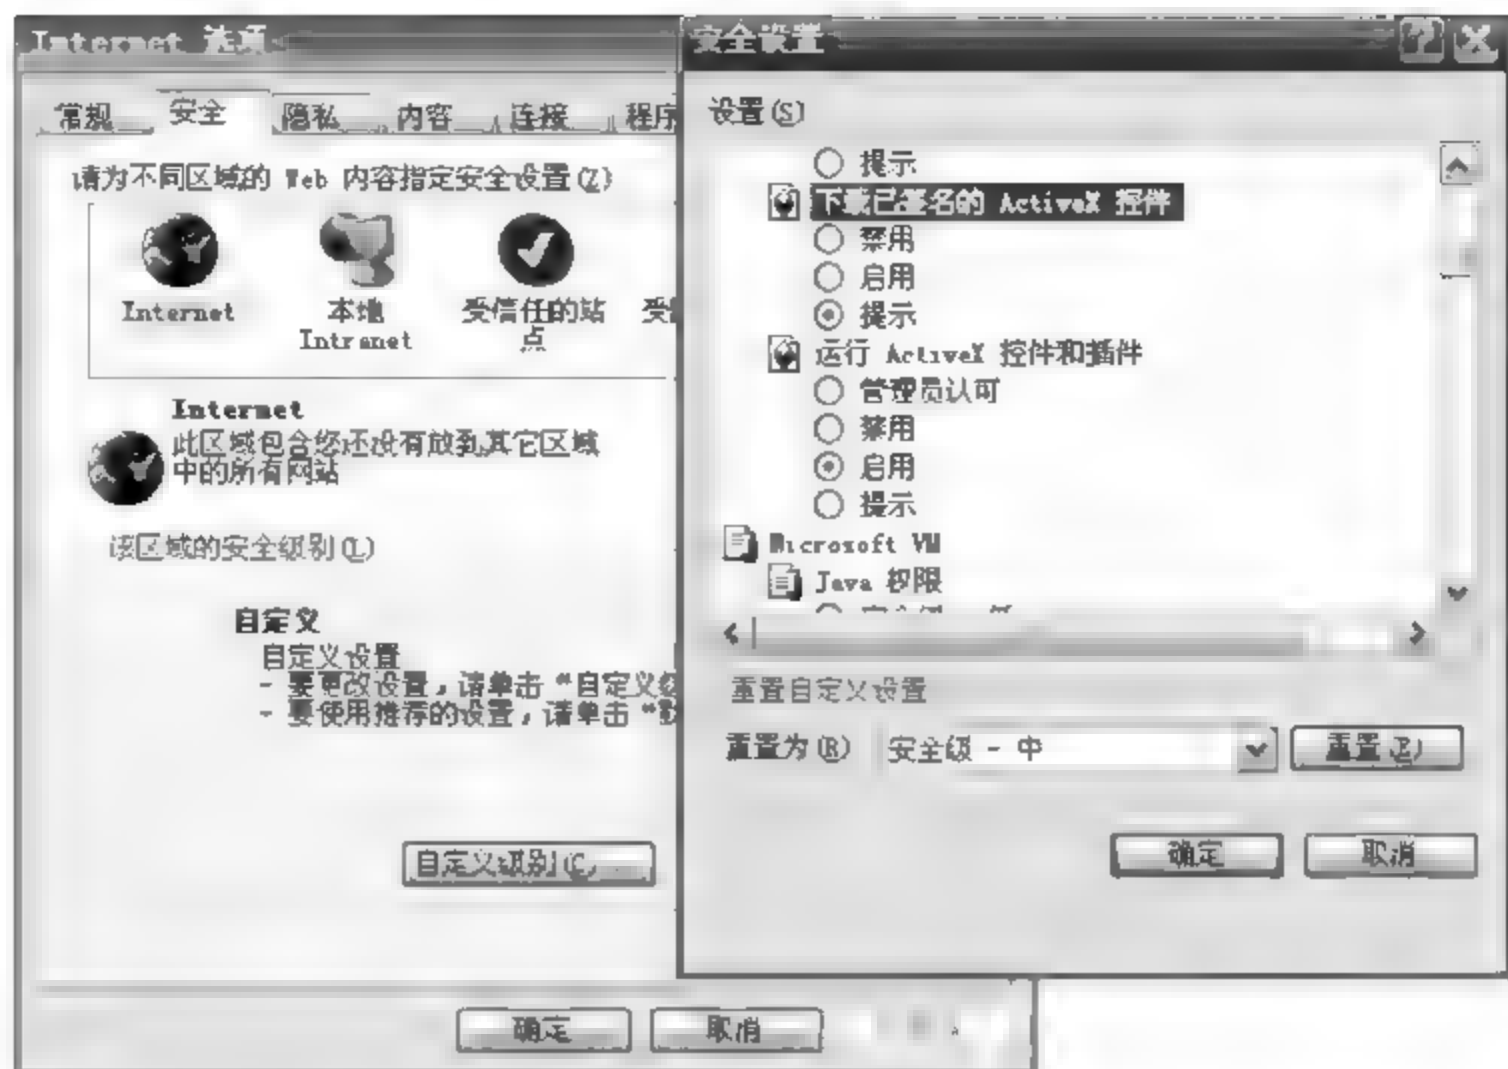 Internet 选项
常规 安全 隐私 内容 连接 程序
请为不同区域的 Web 内容指定安全设置(Z)
Internet
本地
Intranet
受信任的站
点
Internet
此区域包含您还没有放到其它区域
中的所有网站
该区域的安全级别(L)
自定义
自定义设置
- 要更改设置，请单击“自定义级
- 要使用推荐的设置，请单击“默
自定义级别(C)
确定 取消
安全设置
设置(S)
提示
下载已签名的 ActiveX 控件
禁用
启用
提示
运行 ActiveX 控件和插件
管理员认可
禁用
启用
提示
Microsoft VM
Java 权限
重置自定义设置
重置为(R) 安全级 - 中 重置(E)
确定 取消